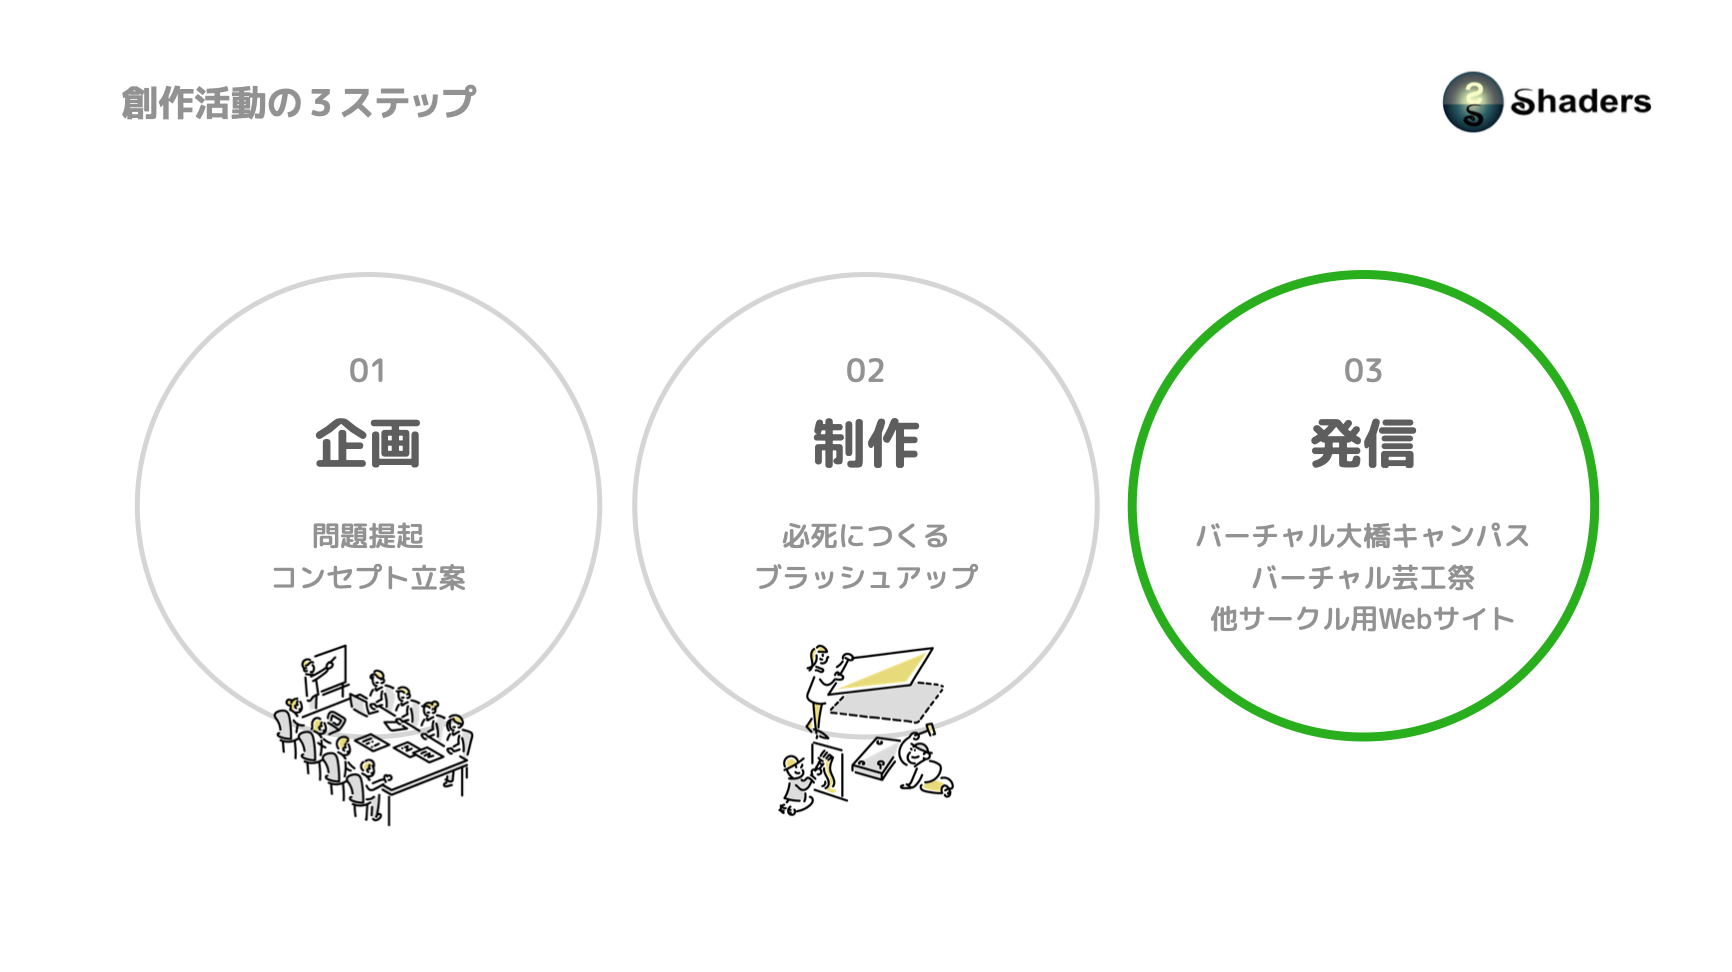 創作活動の３ステップ
Shaders
01
企画
問題提起
コンセプト立案
02
制作
必死につくる
ブラッシュアップ
03
発信
バーチャル大橋キャンパス
バーチャル芸工祭
他サークル用Webサイト